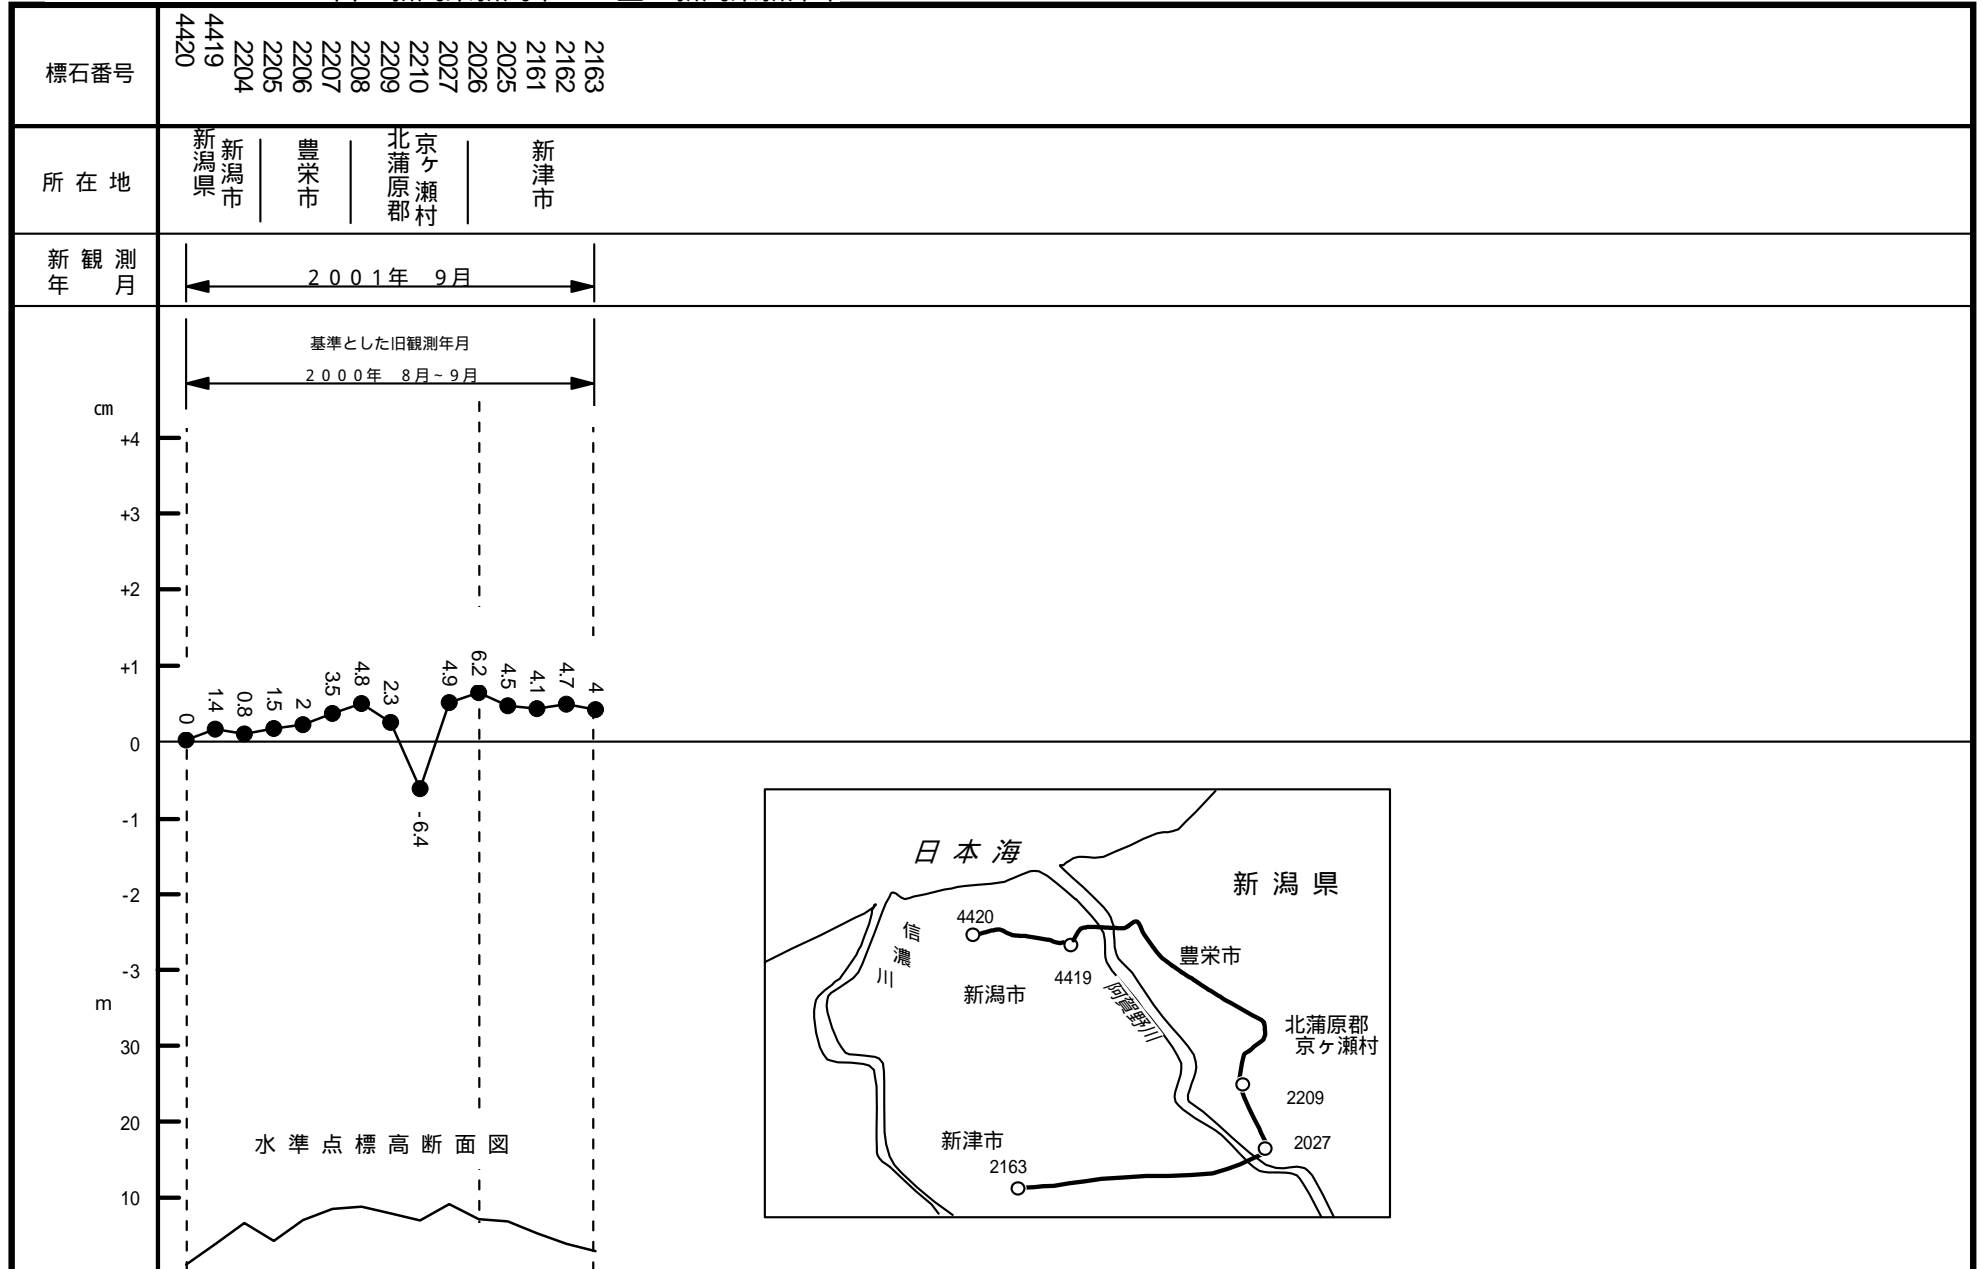 標石番号
4420
4419
2204
2205
2206
2207
2208
2209
2210
2027
2026
2025
2161
2162
2163
所在地
新潟県
新潟市
豊栄市
北蒲原郡
京ヶ瀬村
新津市
新観測
年月
2001年 9月
基準とした旧観測年月
2000年 8月~9月
cm
+4
+3
+2
+1
0
-1
-2
-3
0
1.4
0.8
1.5
2
3.5
4.8
2.3
-6.4
4.9
6.2
4.5
4.1
4.7
4
m
30
20
10
水準点標高断面図
日本海
新潟県
信濃川
4420
4419
豊栄市
新潟市
阿賀野川
北蒲原郡
京ヶ瀬村
2209
2027
新津市
2163